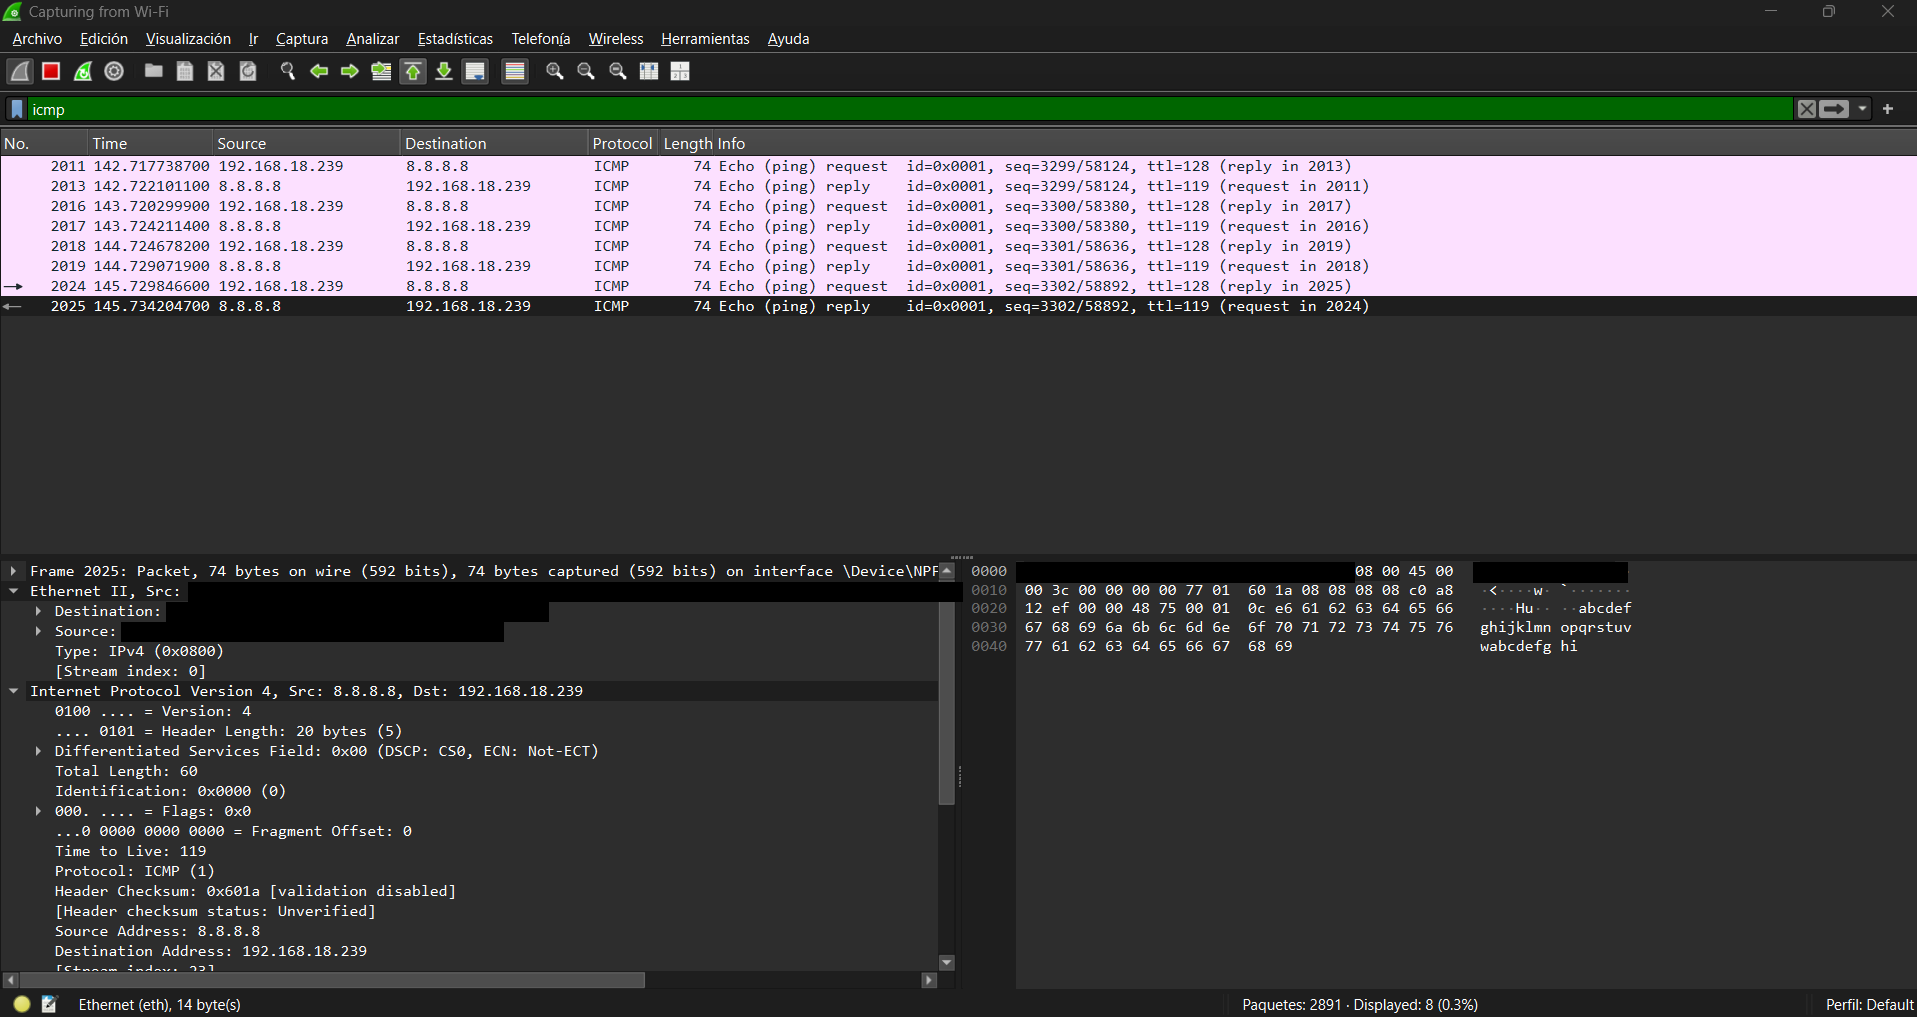 Capturing from Wi-Fi
Archivo Edición Visualización Ir Captura Analizar Estadísticas Telefonía Wireless Herramientas Ayuda
icmp
No. Time Source Destination Protocol Length Info
2011 142.717738700 192.168.18.239 8.8.8.8 ICMP 74 Echo (ping) request id=0x0001, seq=3299/58124, ttl=128 (reply in 2013)
2013 142.722101100 8.8.8.8 192.168.18.239 ICMP 74 Echo (ping) reply id=0x0001, seq=3299/58124, ttl=119 (request in 2011)
2016 143.720299900 192.168.18.239 8.8.8.8 ICMP 74 Echo (ping) request id=0x0001, seq=3300/58380, ttl=128 (reply in 2017)
2017 143.724211400 8.8.8.8 192.168.18.239 ICMP 74 Echo (ping) reply id=0x0001, seq=3300/58380, ttl=119 (request in 2016)
2018 144.724678200 192.168.18.239 8.8.8.8 ICMP 74 Echo (ping) request id=0x0001, seq=3301/58636, ttl=128 (reply in 2019)
2019 144.729071900 8.8.8.8 192.168.18.239 ICMP 74 Echo (ping) reply id=0x0001, seq=3301/58636, ttl=119 (request in 2018)
2024 145.729846600 192.168.18.239 8.8.8.8 ICMP 74 Echo (ping) request id=0x0001, seq=3302/58892, ttl=128 (reply in 2025)
2025 145.734204700 8.8.8.8 192.168.18.239 ICMP 74 Echo (ping) reply id=0x0001, seq=3302/58892, ttl=119 (request in 2024)
Frame 2025: Packet, 74 bytes on wire (592 bits), 74 bytes captured (592 bits) on interface \Device\NPF
Ethernet II, Src:
Destination:
Source:
Type: IPv4 (0x0800)
[Stream index: 0]
Internet Protocol Version 4, Src: 8.8.8.8, Dst: 192.168.18.239
0100 .... = Version: 4
.... 0101 = Header Length: 20 bytes (5)
Differentiated Services Field: 0x00 (DSCP: CS0, ECN: Not-ECT)
Total Length: 60
Identification: 0x0000 (0)
000. .... = Flags: 0x0
...0 0000 0000 0000 = Fragment Offset: 0
Time to Live: 119
Protocol: ICMP (1)
Header Checksum: 0x601a [validation disabled]
[Header checksum status: Unverified]
Source Address: 8.8.8.8
Destination Address: 192.168.18.239
[Stream index: 23]
0000 08 00 45 00
0010 00 3c 00 00 00 00 77 01 60 1a 08 08 08 08 c0 a8 ·<····w· `·······
0020 12 ef 00 00 48 75 00 01 0c e6 61 62 63 64 65 66 ····Hu·· ··abcdef
0030 67 68 69 6a 6b 6c 6d 6e 6f 70 71 72 73 74 75 76 ghijklmn opqrstuv
0040 77 61 62 63 64 65 66 67 68 69 wabcdefg hi
Ethernet (eth), 14 byte(s)
Paquetes: 2891 · Displayed: 8 (0.3%)
Perfil: Default